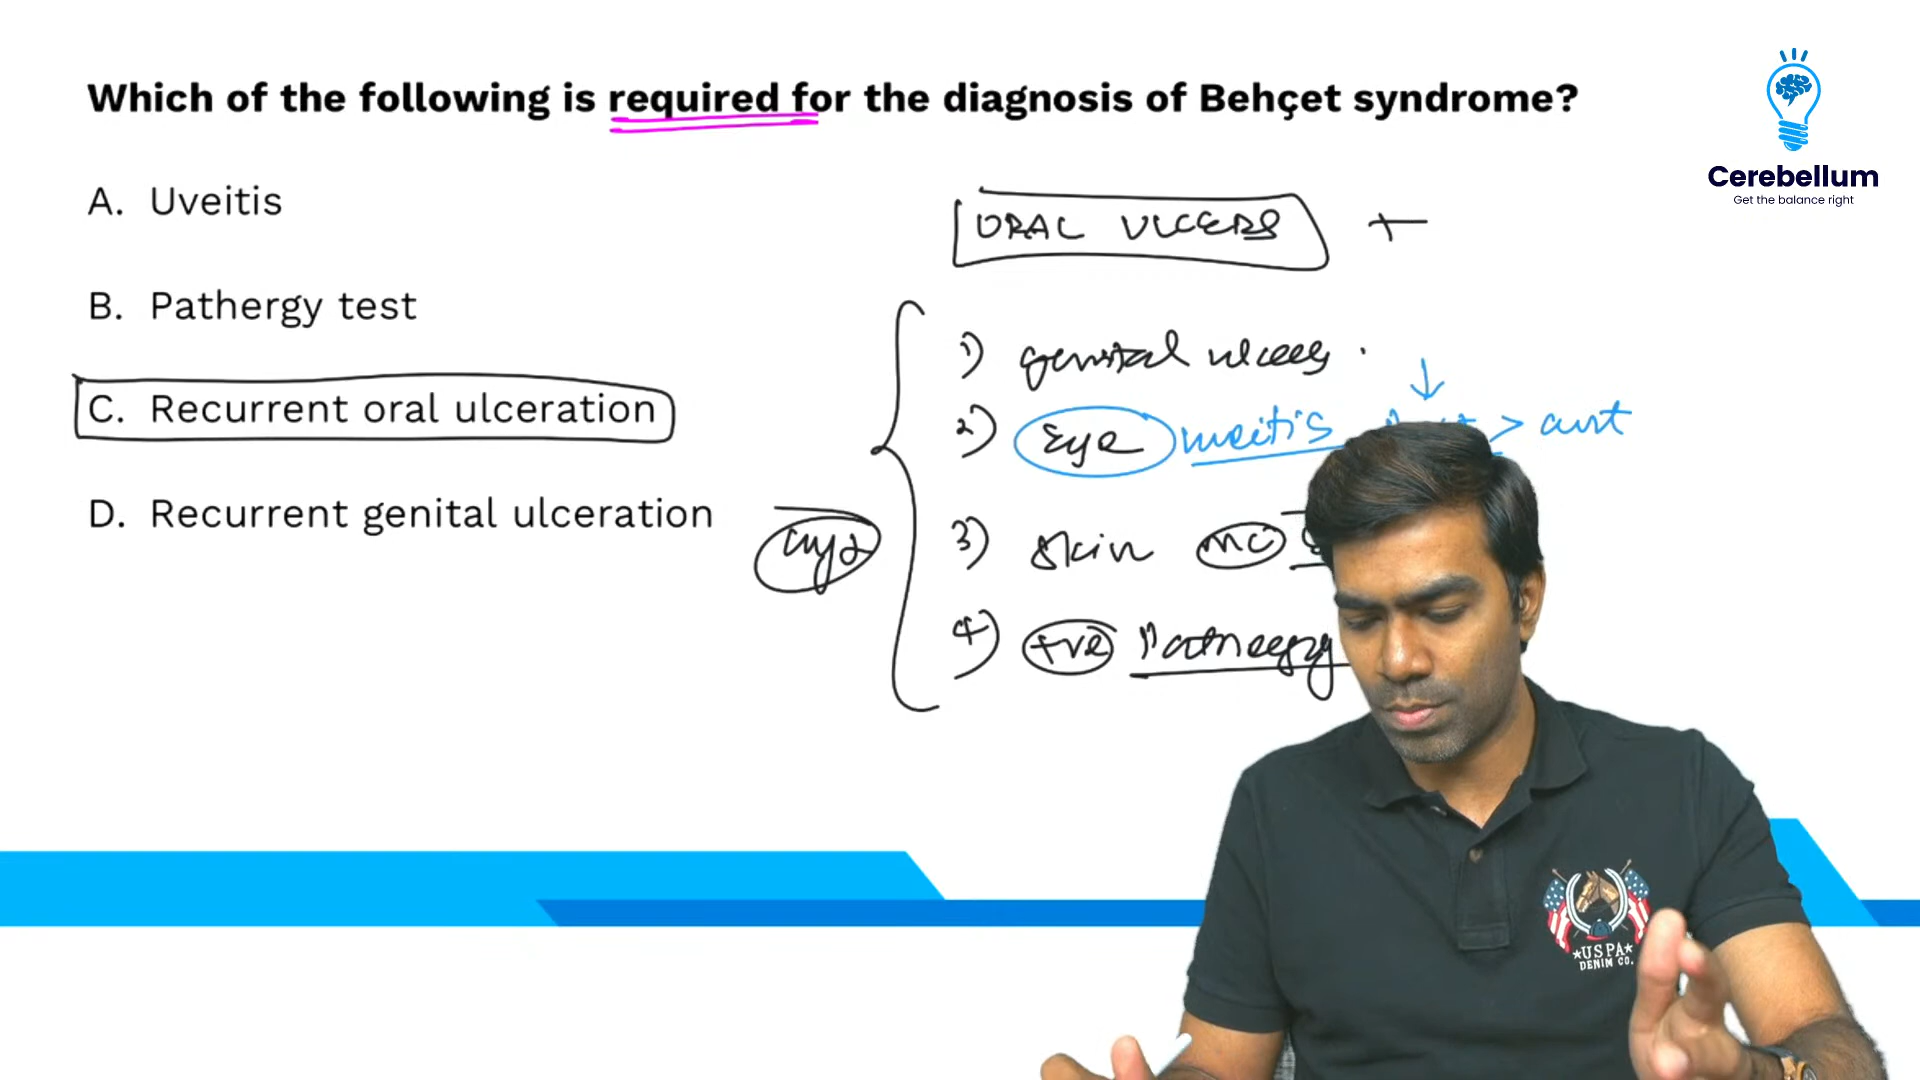 Which of the following is required for the diagnosis of Behçet syndrome?
Cerebellum
Get the balance right
A. Uveitis
B. Pathergy test
C. Recurrent oral ulceration
D. Recurrent genital ulceration
ORAL ULCERS +
1) genital ulcers
2) Eye uveitis > ant
any 2
3) Skin MC
4) +ve Pathergy
USPA
DENIM CO.